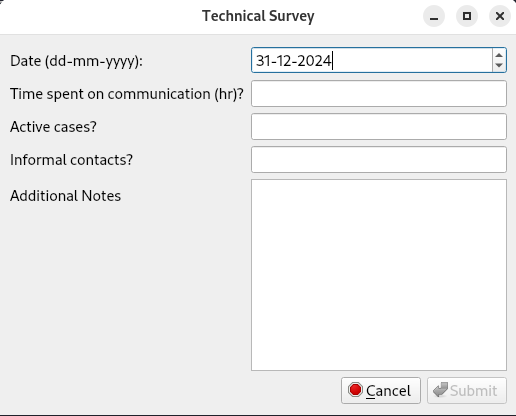 Technical Survey
Date (dd-mm-yyyy):
31-12-2024
Time spent on communication (hr)?
Active cases?
Informal contacts?
Additional Notes
Cancel
Submit